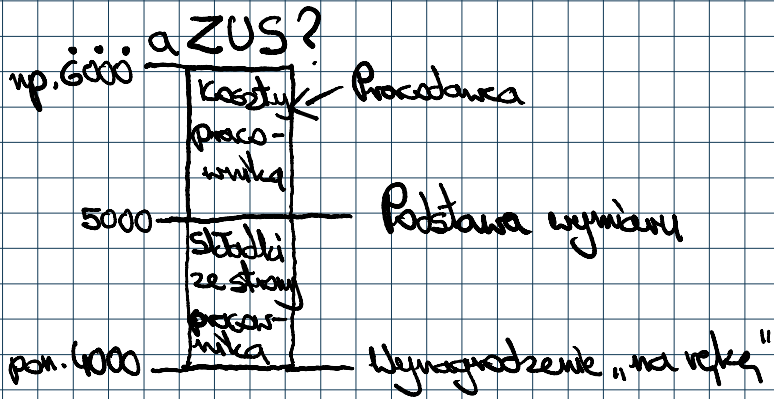 a ZUS?
np. 6000
Koszty
praco-
wnika
Pracodawca
5000
Podstawa wymiaru
składki
ze strony
pracow-
nika
pon. 4000
Wynagrodzenie „na rękę”